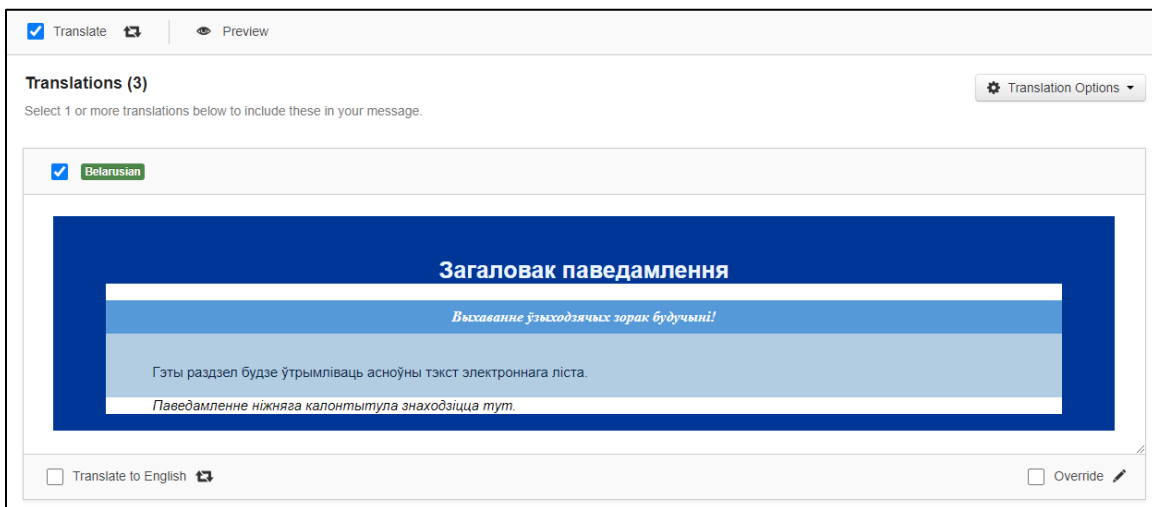 Translate Preview
Translations (3)
Translation Options
Select 1 or more translations below to include these in your message.
Belarusian
Загаловак паведамлення
Выхаванне ўзыходзячых зорак будучыні!
Гэты раздзел будзе ўтрымліваць асноўны тэкст электроннага ліста.
Паведамленне ніжняга калонтытула знаходзіцца тут.
Translate to English Override